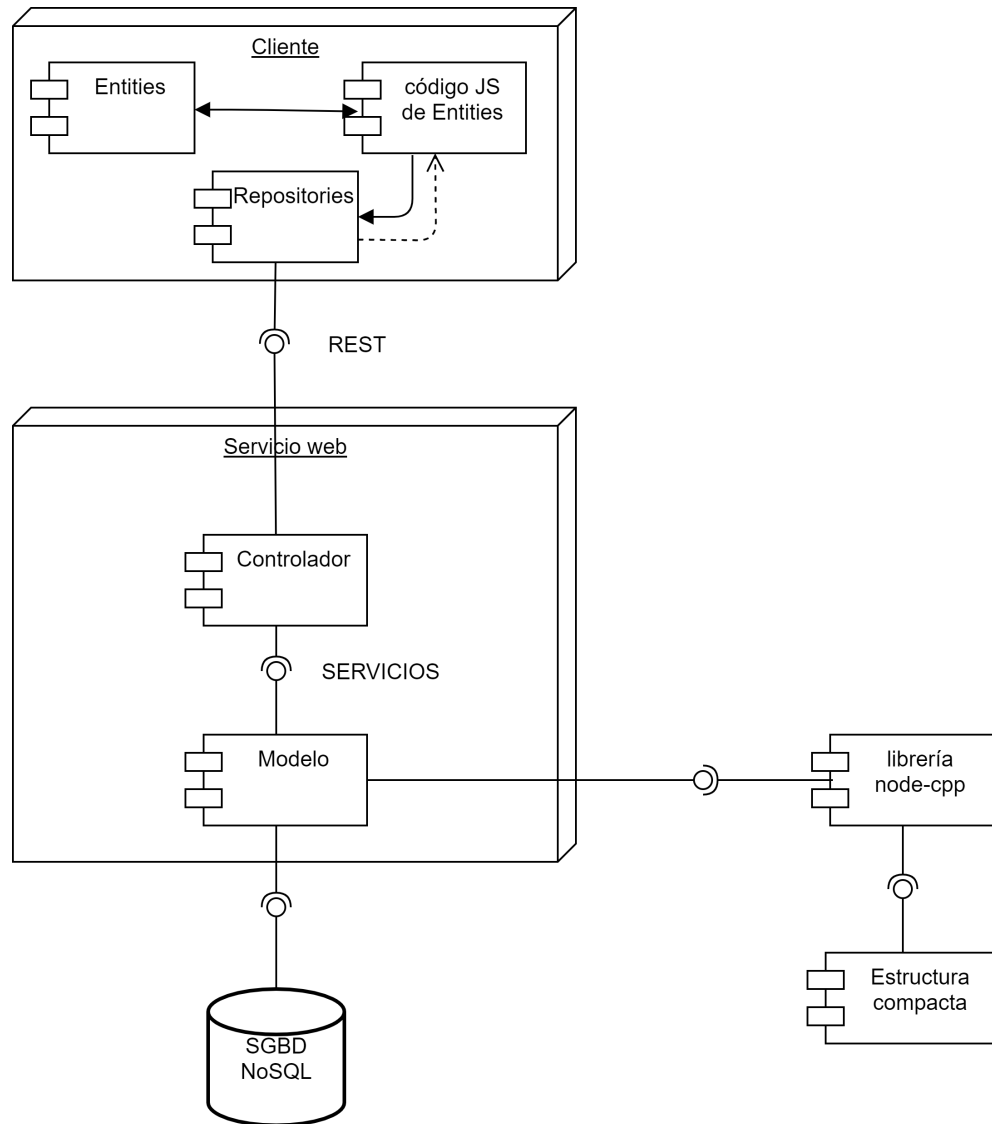 Cliente
Entities
código JS
de Entities
Repositories
REST
Servicio web
Controlador
SERVICIOS
Modelo
librería
node-cpp
Estructura
compacta
SGBD
NoSQL